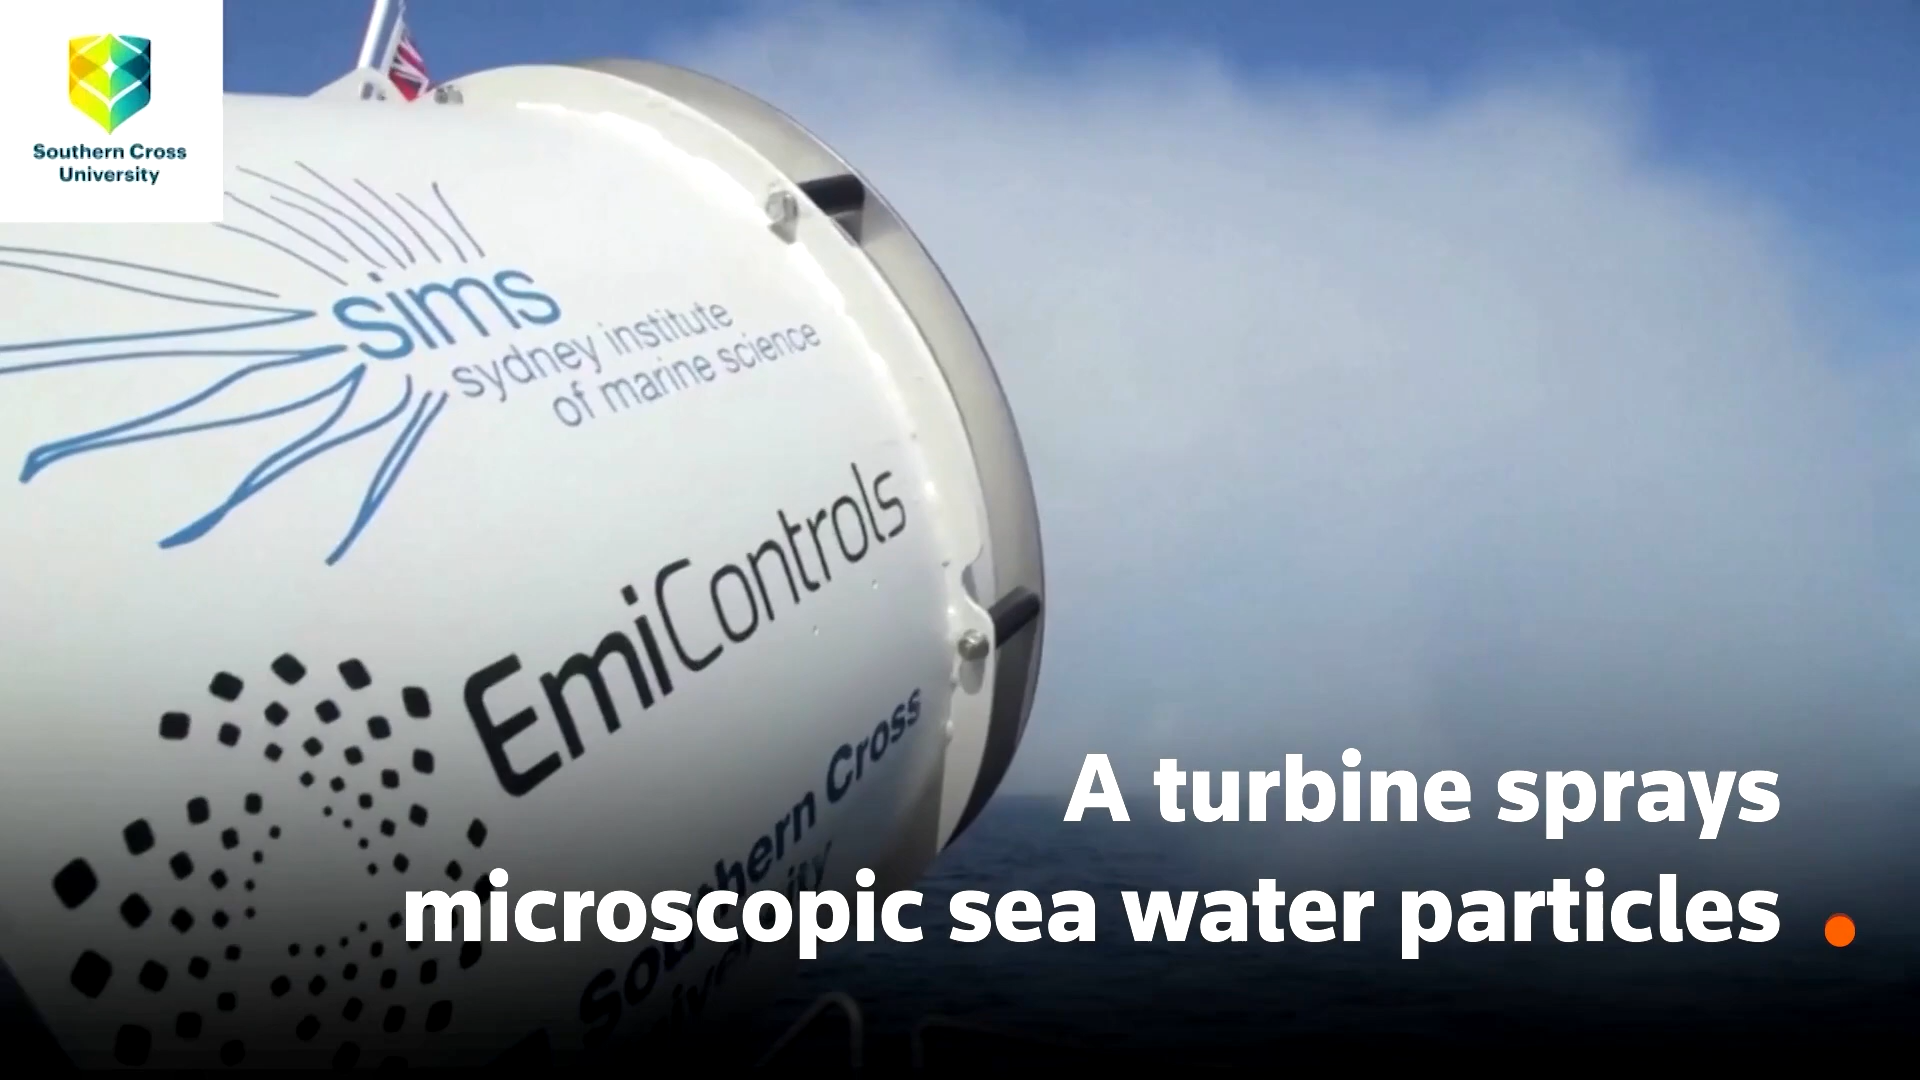 Southern Cross
University
sims
sydney institute
of marine science
EmiControls
Southern Cross
A turbine sprays
microscopic sea water particles